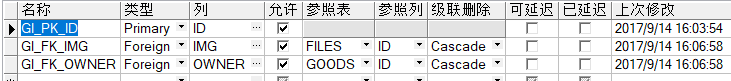 名称 类型 列 允许 参照表 参照列 级联删除 可延迟 已延迟 上次修改
GI_PK_ID Primary ID ... 2017/9/14 16:03:54
GI_FK_IMG Foreign IMG ... FILES ID Cascade 2017/9/14 16:06:58
GI_FK_OWNER Foreign OWNER ... GOODS ID Cascade 2017/9/14 16:06:58